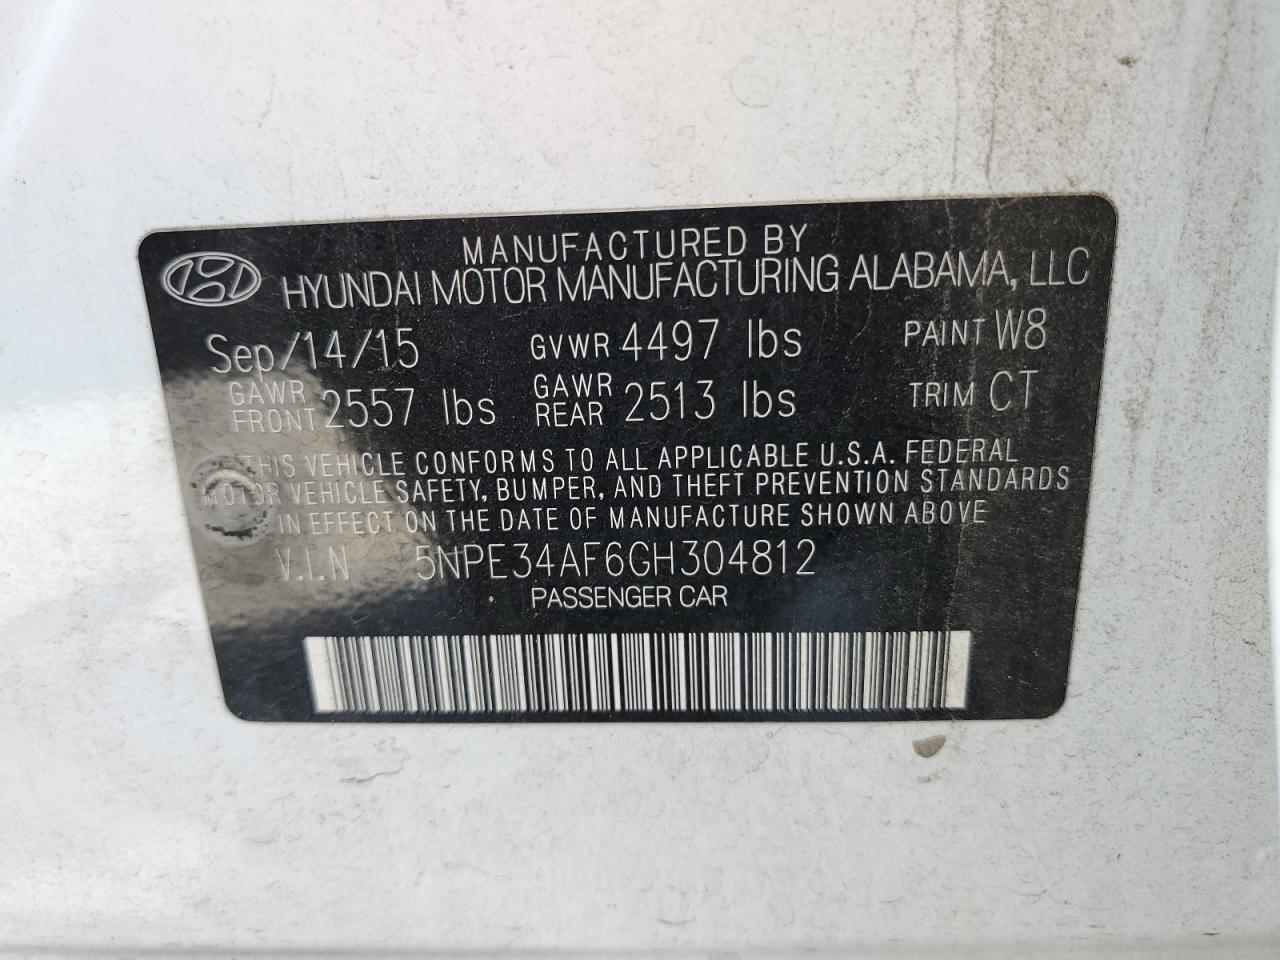 MANUFACTURED BY
HYUNDAI MOTOR MANUFACTURING ALABAMA, LLC
Sep/14/15 GVWR 4497 lbs PAINT W8
GAWR FRONT 2557 lbs GAWR REAR 2513 lbs TRIM CT
THIS VEHICLE CONFORMS TO ALL APPLICABLE U.S.A. FEDERAL
MOTOR VEHICLE SAFETY, BUMPER, AND THEFT PREVENTION STANDARDS
IN EFFECT ON THE DATE OF MANUFACTURE SHOWN ABOVE
V.I.N 5NPE34AF6GH304812
PASSENGER CAR